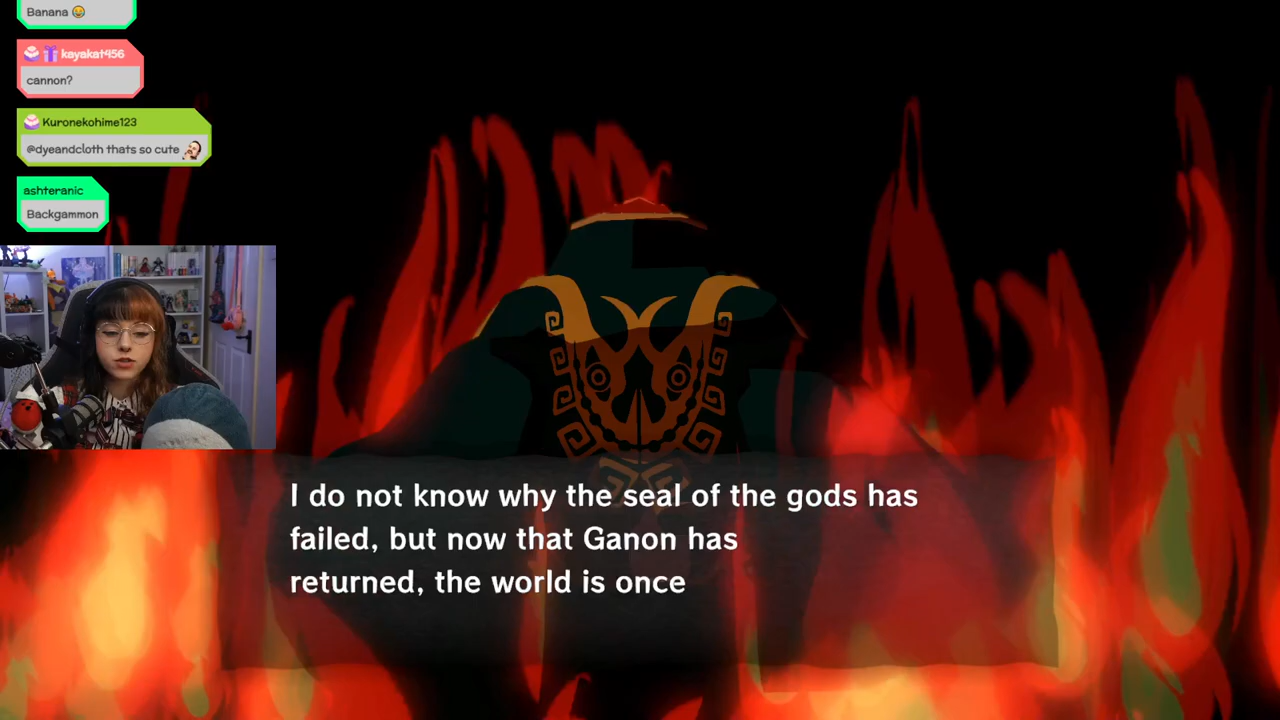 Banana 😂
kayakat456
cannon?
Kuronekohime123
@dyeandcloth thats so cute
ashteranic
Backgammon
I do not know why the seal of the gods has
failed, but now that Ganon has
returned, the world is once